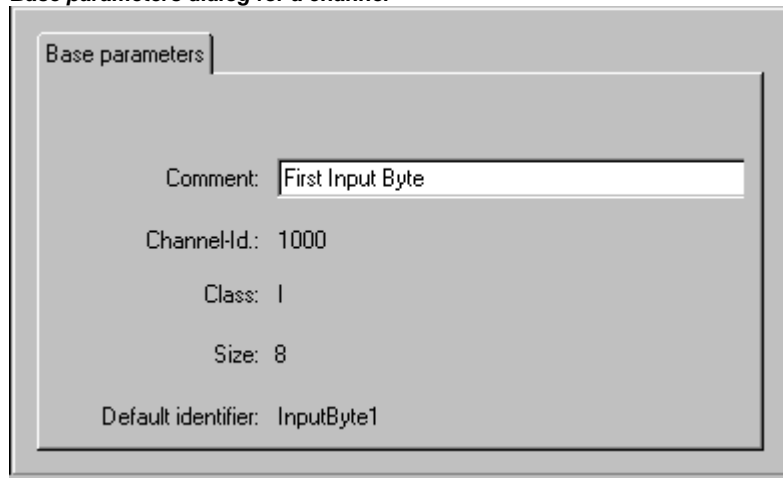 Base parameters dialog for a channel
Base parameters
Comment: First Input Byte
Channel-Id.: 1000
Class: I
Size: 8
Default identifier: InputByte1